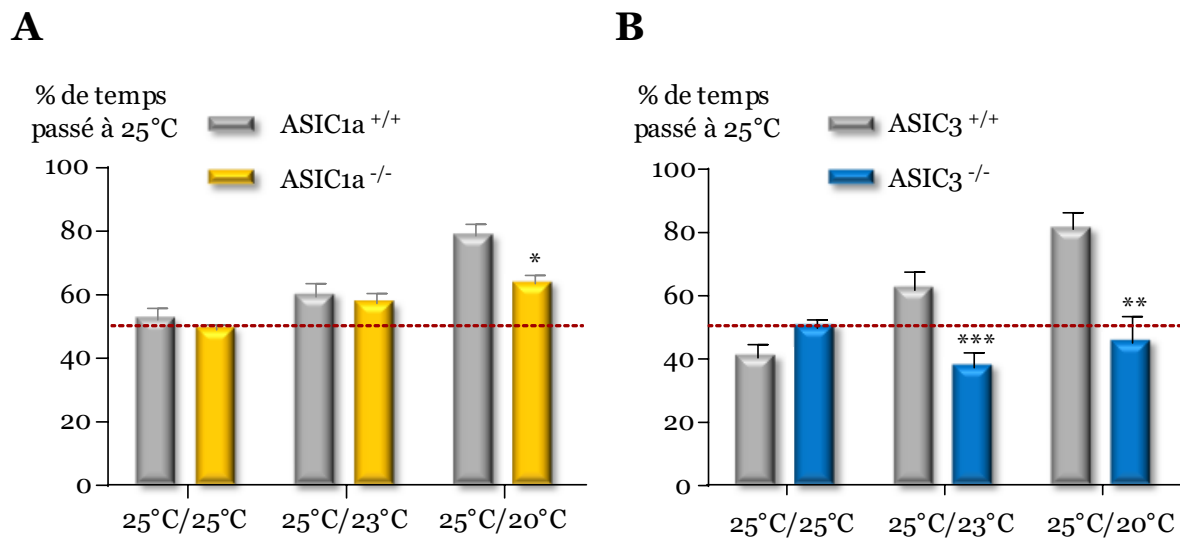 A
% de temps
passé à 25°C
ASIC1a +/+
ASIC1a -/-
100
80
60
40
20
0
*
25°C/25°C
25°C/23°C
25°C/20°C
B
% de temps
passé à 25°C
ASIC3 +/+
ASIC3 -/-
100
80
60
40
20
0
***
**
25°C/25°C
25°C/23°C
25°C/20°C